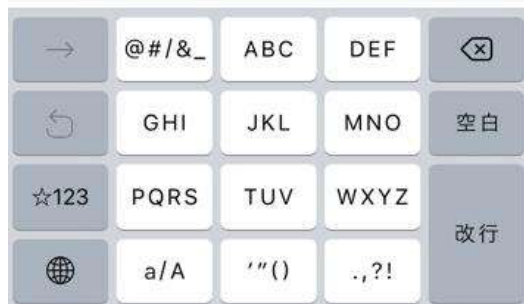 → @#/&_ ABC DEF
GHI JKL MNO 空白
☆123 PQRS TUV WXYZ
改行
a/A '"() .,?!